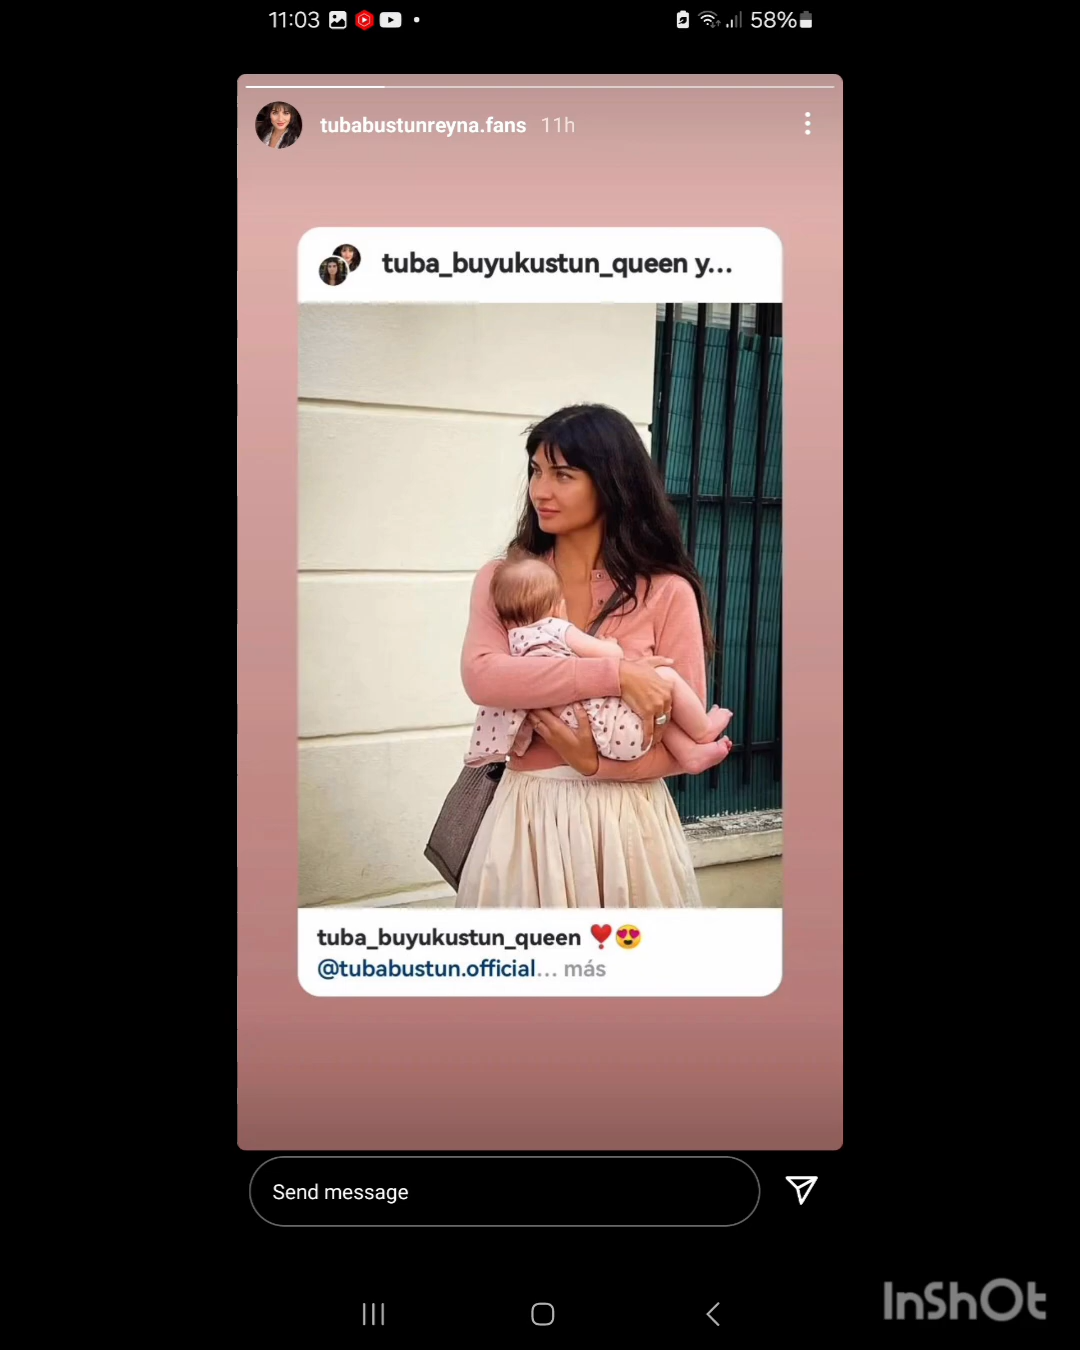 11:03
58%
tubabustunreyna.fans 11h
tuba_buyukustun_queen y...
tuba_buyukustun_queen ❣️😍
@tubabustun.official... más
Send message
InShOt